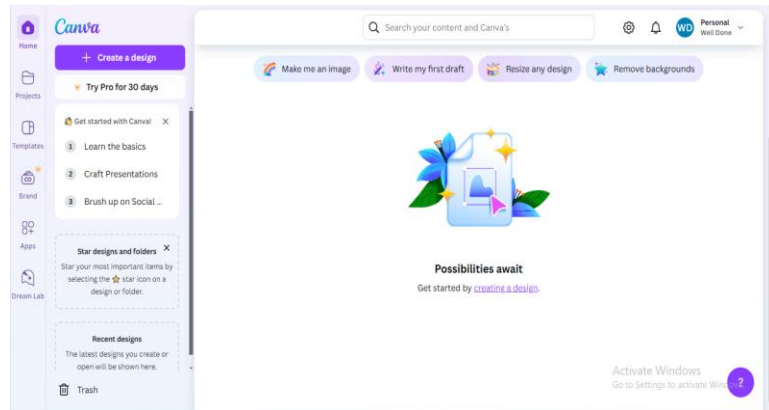 Home
Projects
Templates
Brand
Apps
Dream Lab
Canva
+ Create a design
Try Pro for 30 days
Get started with Canva! X
1 Learn the basics
2 Craft Presentations
3 Brush up on Social ...
Star designs and folders X
Star your most important items by
selecting the ☆ star icon on a
design or folder.
Recent designs
The latest designs you create or
open will be shown here.
Trash
Search your content and Canva's
WD
Personal
Well Done
Make me an image
Write my first draft
Resize any design
Remove backgrounds
Possibilities await
Get started by creating a design.
Activate Windows
Go to Settings to activate
?